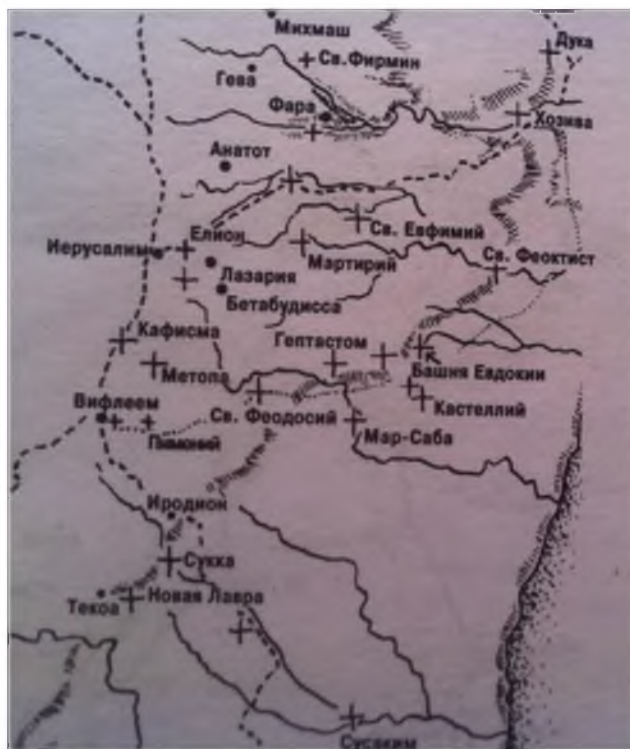 Михмаш
Св.Фирмин
Дука
Гева
Фара
Хозива
Анатот
Св. Евфимий
Елион
Иерусалим
Мартирий
Св. Феоктист
Лазария
Бетабудисса
Кафисма
Гептастом
Метопа
Башня Евдокии
Вифлеем
Св. Феодосий
Кастеллий
Мар-Саба
Иродион
Сукка
Текоа
Новая Лавра
Сусаким